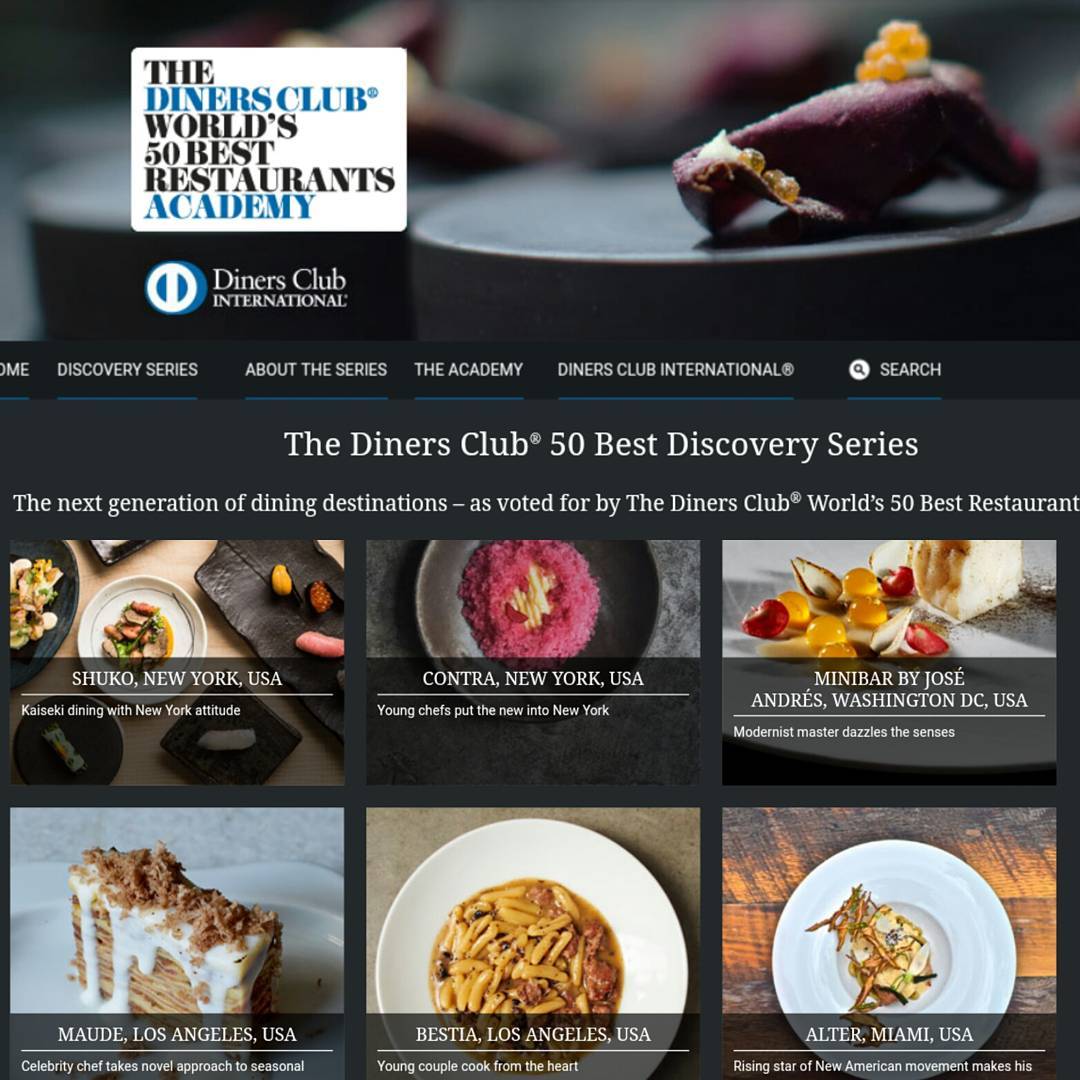 THE
DINERS CLUB®
WORLD'S
50 BEST
RESTAURANTS
ACADEMY
Diners Club
INTERNATIONAL®
OME
DISCOVERY SERIES
ABOUT THE SERIES
THE ACADEMY
DINERS CLUB INTERNATIONAL®
SEARCH
The Diners Club® 50 Best Discovery Series
The next generation of dining destinations – as voted for by The Diners Club® World’s 50 Best Restaurant
SHUKO, NEW YORK, USA
Kaiseki dining with New York attitude
CONTRA, NEW YORK, USA
Young chefs put the new into New York
MINIBAR BY JOSÉ
ANDRÉS, WASHINGTON DC, USA
Modernist master dazzles the senses
MAUDE, LOS ANGELES, USA
Celebrity chef takes novel approach to seasonal
BESTIA, LOS ANGELES, USA
Young couple cook from the heart
ALTER, MIAMI, USA
Rising star of New American movement makes his